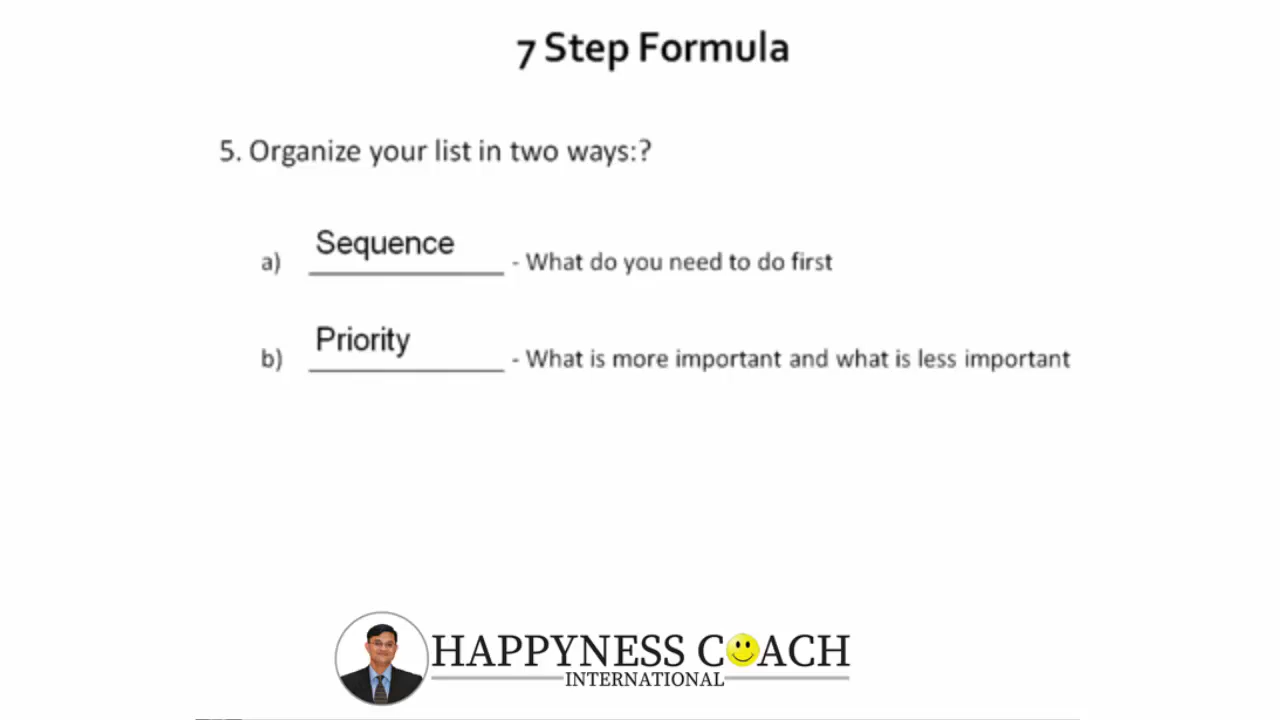 7 Step Formula
5. Organize your list in two ways:?
a) Sequence - What do you need to do first
b) Priority - What is more important and what is less important
HAPPYNESS COACH
INTERNATIONAL